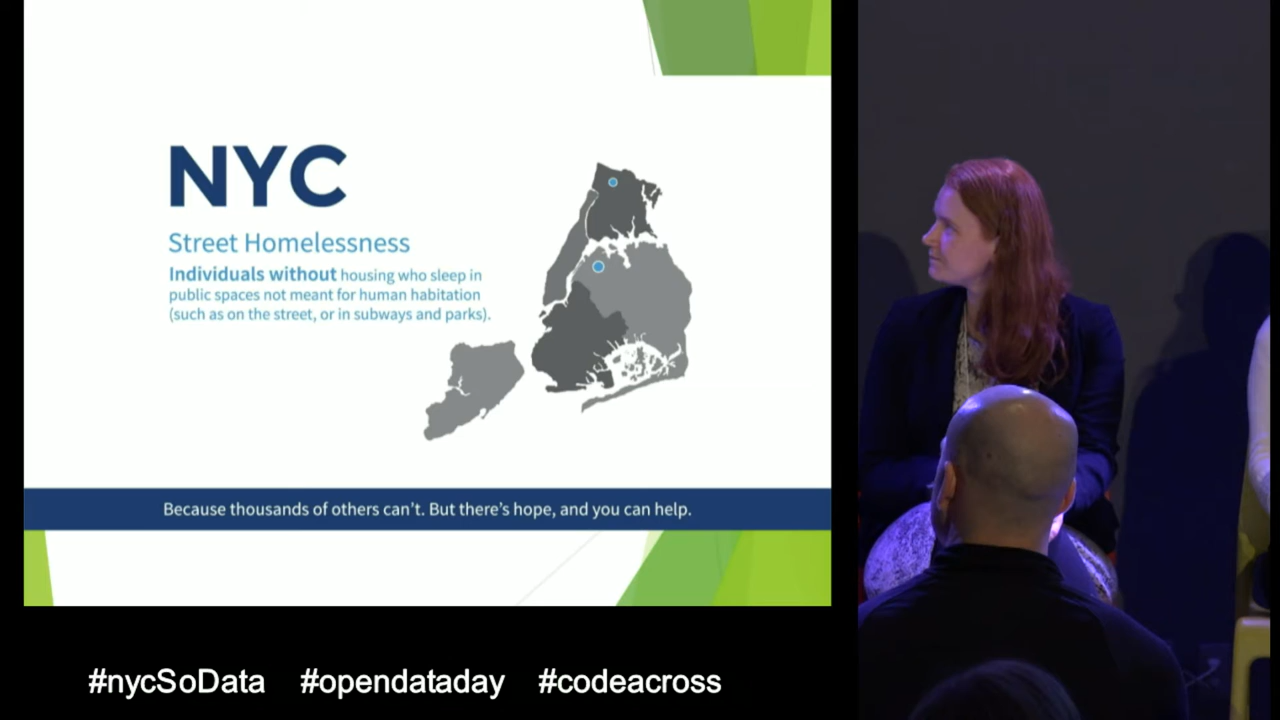 NYC
Street Homelessness
Individuals without housing who sleep in
public spaces not meant for human habitation
(such as on the street, or in subways and parks).
Because thousands of others can't. But there's hope, and you can help.
#nycSoData #opendataday #codeacross